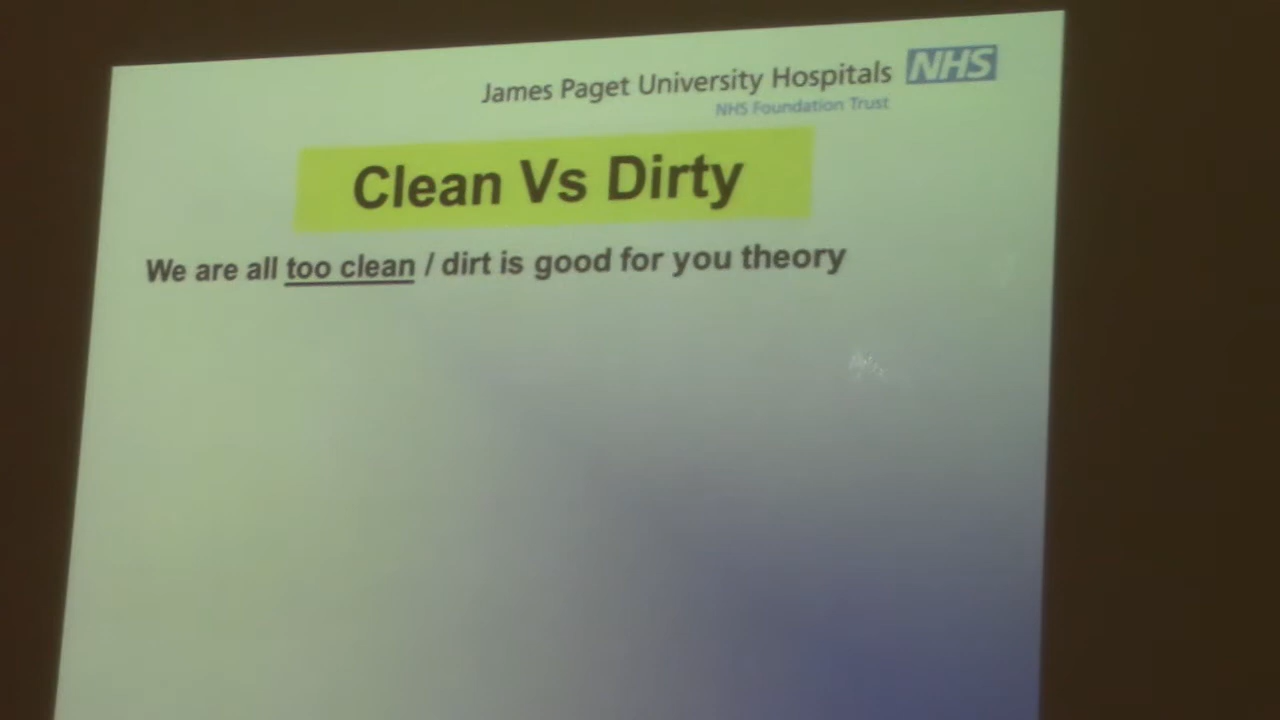 James Paget University Hospitals NHS
NHS Foundation Trust
Clean Vs Dirty
We are all too clean / dirt is good for you theory